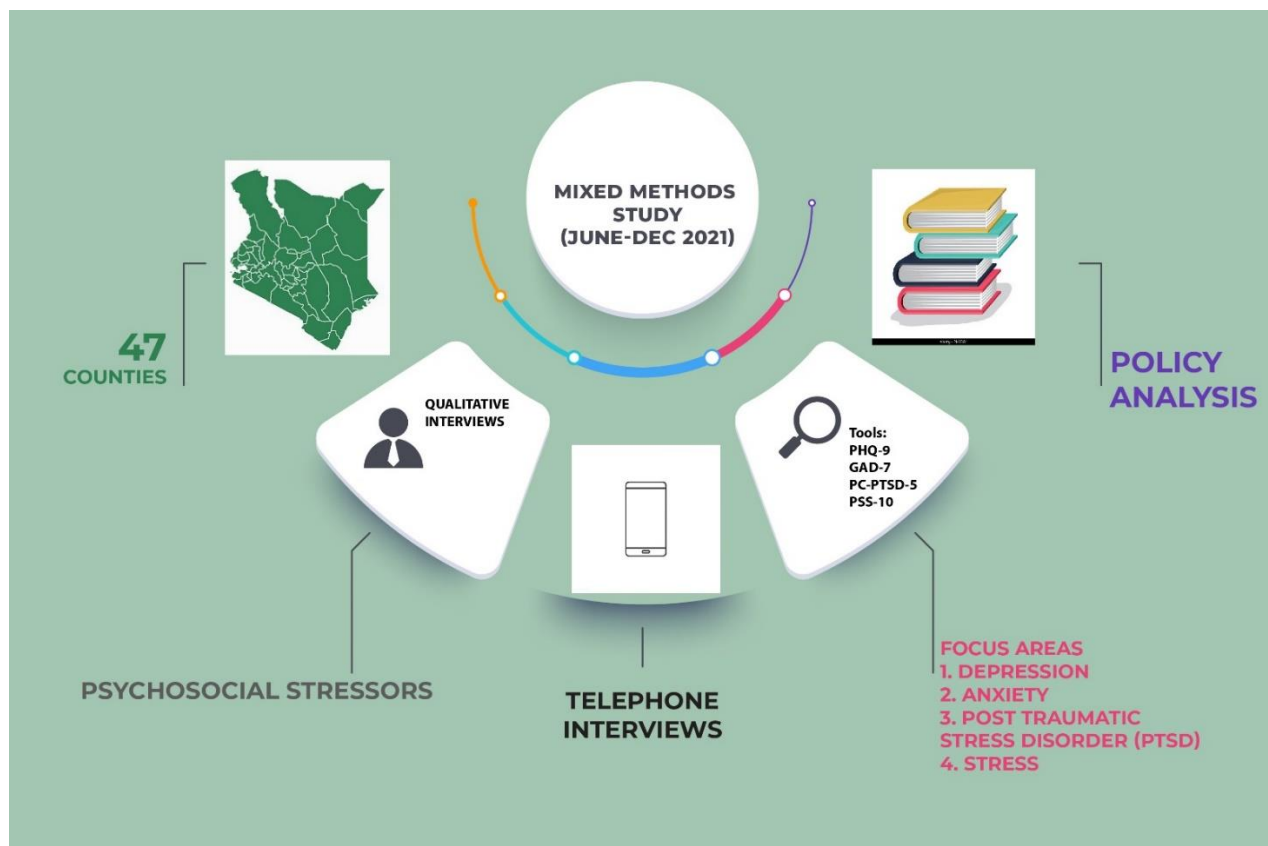 MIXED METHODS
STUDY
(JUNE-DEC 2021)
47
COUNTIES
QUALITATIVE
INTERVIEWS
Tools:
PHQ-9
GAD-7
PC-PTSD-5
PSS-10
POLICY
ANALYSIS
PSYCHOSOCIAL STRESSORS
TELEPHONE
INTERVIEWS
FOCUS AREAS
1. DEPRESSION
2. ANXIETY
3. POST TRAUMATIC
STRESS DISORDER (PTSD)
4. STRESS